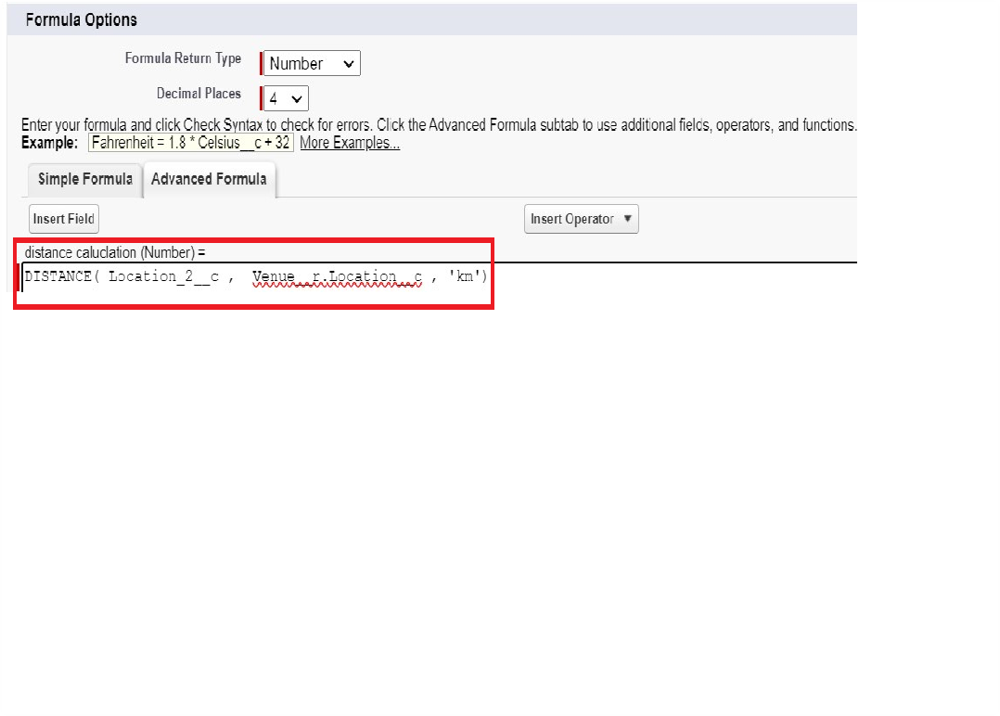 Formula Options
Formula Return Type Number
Decimal Places 4
Enter your formula and click Check Syntax to check for errors. Click the Advanced Formula subtab to use additional fields, operators, and functions.
Example: Fahrenheit = 1.8 * Celsius__c + 32 More Examples...
Simple Formula Advanced Formula
Insert Field Insert Operator
distance caluclation (Number) =
DISTANCE( Location_2__c , Venue__r.Location__c , 'km')